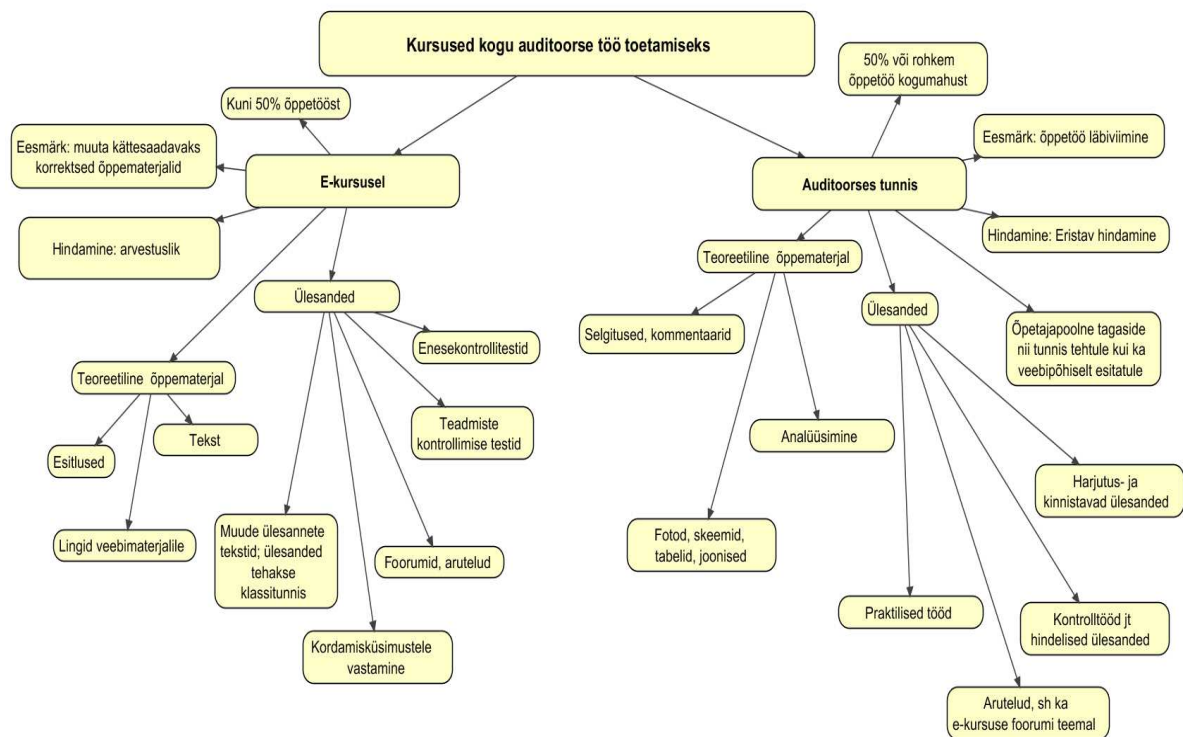 Kursused kogu auditoorse töö toetamiseks
50% või rohkem
õppetöö kogumahust
Kuni 50% õppetööst
Eesmärk: muuta kättesaadavaks
korrektsed õppematerjalid
Eesmärk: õppetöö läbiviimine
E-kursusel
Auditoorses tunnis
Hindamine: arvestuslik
Hindamine: Eristav hindamine
Teoreetiline õppematerjal
Ülesanded
Ülesanded
Selgitused, kommentaarid
Õpetajapoolne tagaside
nii tunnis tehtule kui ka
veebipõhiselt esitatule
Enesekontrollitestid
Teoreetiline õppematerjal
Teadmiste
kontrollimise testid
Tekst
Analüüsimine
Esitlused
Harjutus- ja
kinnistavad ülesanded
Lingid veebimaterjalile
Muude ülesannete
tekstid; ülesanded
tehakse
klassitunnis
Foorumid, arutelud
Fotod, skeemid,
tabelid, joonised
Praktilised tööd
Kontrolltööd jt
hindelised ülesanded
Kordamisküsimustele
vastamine
Arutelud, sh ka
e-kursuse foorumi teemal